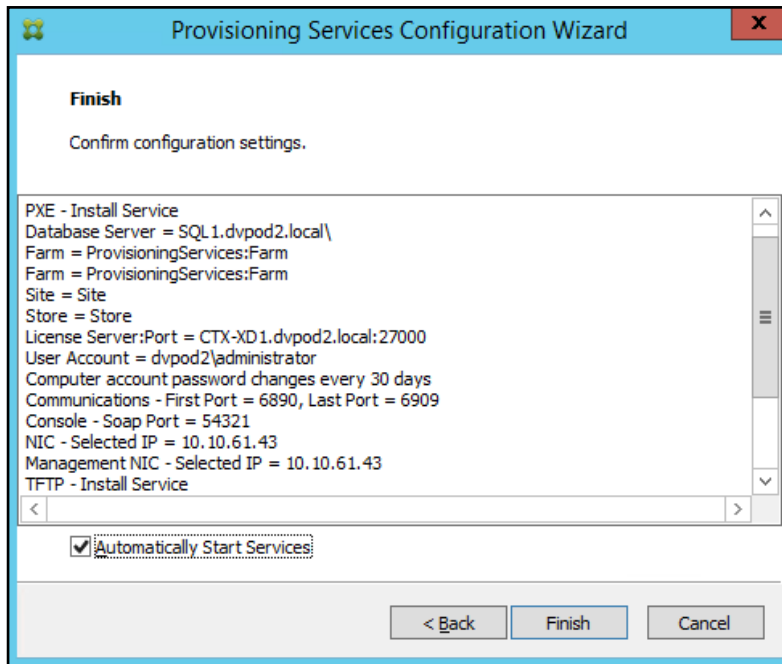 Provisioning Services Configuration Wizard
x
Finish
Confirm configuration settings.
PXE - Install Service
Database Server = SQL1.dvpod2.local\
Farm = ProvisioningServices:Farm
Farm = ProvisioningServices:Farm
Site = Site
Store = Store
License Server:Port = CTX-XD1.dvpod2.local:27000
User Account = dvpod2\administrator
Computer account password changes every 30 days
Communications - First Port = 6890, Last Port = 6909
Console - Soap Port = 54321
NIC - Selected IP = 10.10.61.43
Management NIC - Selected IP = 10.10.61.43
TFTP - Install Service
Automatically Start Services
< Back Finish Cancel